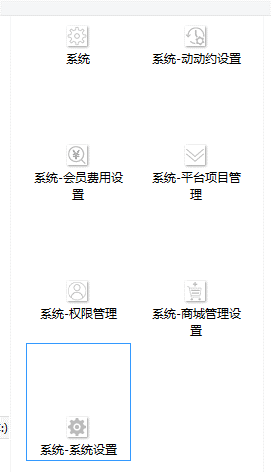 系统
系统-动动约设置
系统-会员费用设
置
系统-平台项目管
理
系统-权限管理
系统-商城管理设
置
:)
系统-系统设置